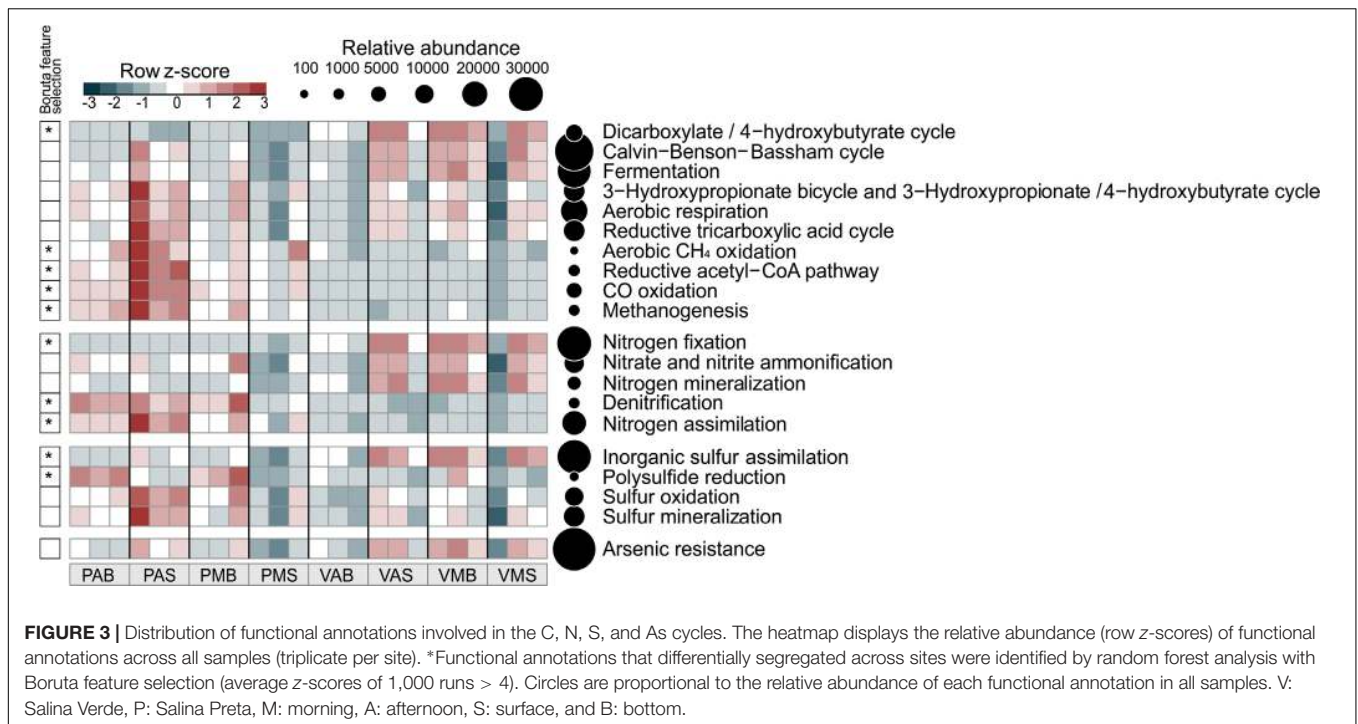 Boruta feature
selection
Row z-score
-3 -2 -1 0 1 2 3
Relative abundance
100 1000 5000 10000 20000 30000
* Dicarboxylate / 4-hydroxybutyrate cycle
Calvin-Benson-Bassham cycle
Fermentation
3-Hydroxypropionate bicycle and 3-Hydroxypropionate / 4-hydroxybutyrate cycle
Aerobic respiration
Reductive tricarboxylic acid cycle
* Aerobic CH₄ oxidation
* Reductive acetyl-CoA pathway
* CO oxidation
* Methanogenesis
* Nitrogen fixation
Nitrate and nitrite ammonification
Nitrogen mineralization
* Denitrification
* Nitrogen assimilation
* Inorganic sulfur assimilation
* Polysulfide reduction
Sulfur oxidation
Sulfur mineralization
Arsenic resistance
PAB PAS PMB PMS VAB VAS VMB VMS
FIGURE 3 | Distribution of functional annotations involved in the C, N, S, and As cycles. The heatmap displays the relative abundance (row z-scores) of functional
annotations across all samples (triplicate per site). *Functional annotations that differentially segregated across sites were identified by random forest analysis with
Boruta feature selection (average z-scores of 1,000 runs > 4). Circles are proportional to the relative abundance of each functional annotation in all samples. V:
Salina Verde, P: Salina Preta, M: morning, A: afternoon, S: surface, and B: bottom.